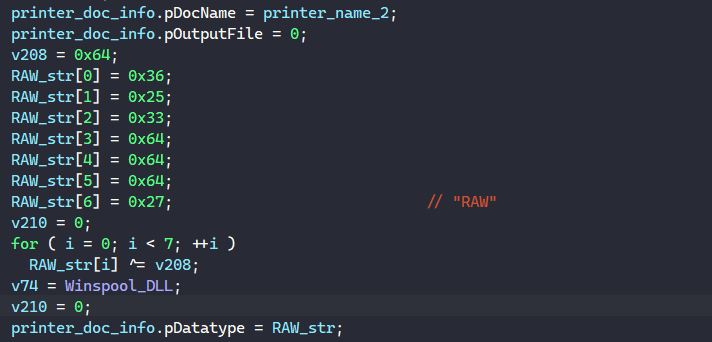 printer_doc_info.pDocName = printer_name_2;
printer_doc_info.pOutputFile = 0;
v208 = 0x64;
RAW_str[0] = 0x36;
RAW_str[1] = 0x25;
RAW_str[2] = 0x33;
RAW_str[3] = 0x64;
RAW_str[4] = 0x64;
RAW_str[5] = 0x64;
RAW_str[6] = 0x27; // "RAW"
v210 = 0;
for ( i = 0; i < 7; ++i )
RAW_str[i] ^= v208;
v74 = Winspool_DLL;
v210 = 0;
printer_doc_info.pDatatype = RAW_str;